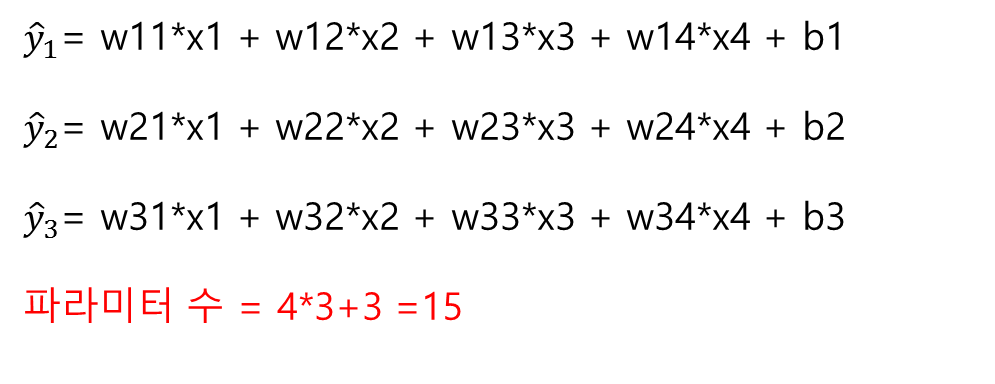 ŷ₁= w11*x1 + w12*x2 + w13*x3 + w14*x4 + b1
ŷ₂= w21*x1 + w22*x2 + w23*x3 + w24*x4 + b2
ŷ₃= w31*x1 + w32*x2 + w33*x3 + w34*x4 + b3
파라미터 수 = 4*3+3 =15